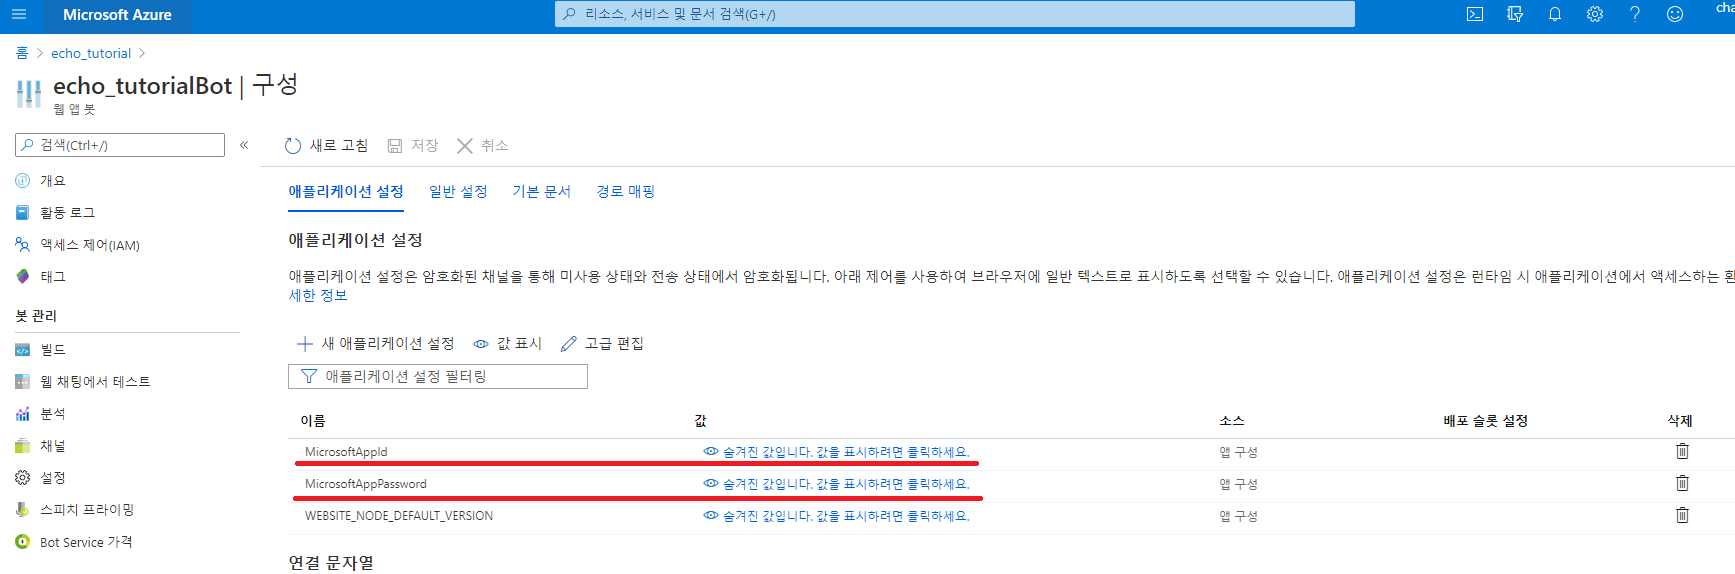 Microsoft Azure
리소스, 서비스 및 문서 검색(G+/)
cha
홈 > echo_tutorial >
echo_tutorialBot | 구성
웹 앱 봇
검색(Ctrl+/)
«
개요
활동 로그
액세스 제어(IAM)
태그
봇 관리
빌드
웹 채팅에서 테스트
분석
채널
설정
스피치 프라이밍
Bot Service 가격
새로 고침 저장 취소
애플리케이션 설정 일반 설정 기본 문서 경로 매핑
애플리케이션 설정
애플리케이션 설정은 암호화된 채널을 통해 미사용 상태와 전송 상태에서 암호화됩니다. 아래 제어를 사용하여 브라우저에 일반 텍스트로 표시하도록 선택할 수 있습니다. 애플리케이션 설정은 런타임 시 애플리케이션에서 액세스하는 환
세한 정보
새 애플리케이션 설정 값 표시 고급 편집
애플리케이션 설정 필터링
이름 값 소스 배포 슬롯 설정 삭제
MicrosoftAppId 숨겨진 값입니다. 값을 표시하려면 클릭하세요. 앱 구성
MicrosoftAppPassword 숨겨진 값입니다. 값을 표시하려면 클릭하세요. 앱 구성
WEBSITE_NODE_DEFAULT_VERSION 숨겨진 값입니다. 값을 표시하려면 클릭하세요. 앱 구성
연결 문자열